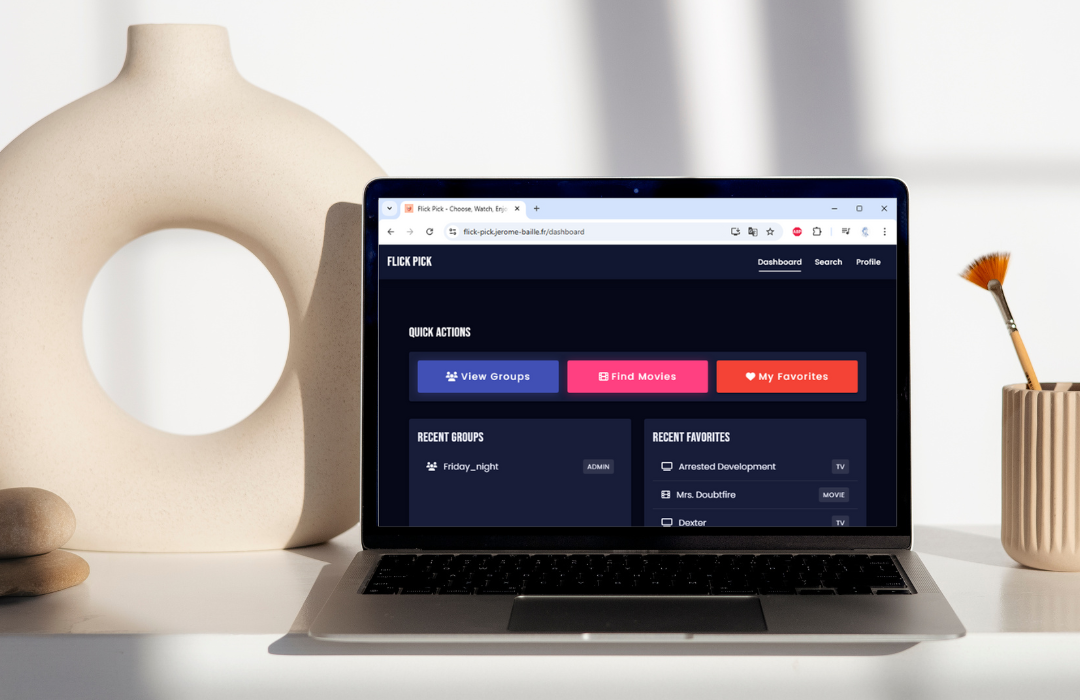 Flick Pick - Choose, Watch, Enj
flick-pick.jerome-baille.fr/dashboard
ABP
FLICK PICK
Dashboard Search Profile
QUICK ACTIONS
View Groups Find Movies My Favorites
RECENT GROUPS RECENT FAVORITES
Friday_night ADMIN Arrested Development TV
Mrs. Doubtfire MOVIE
Dexter TV